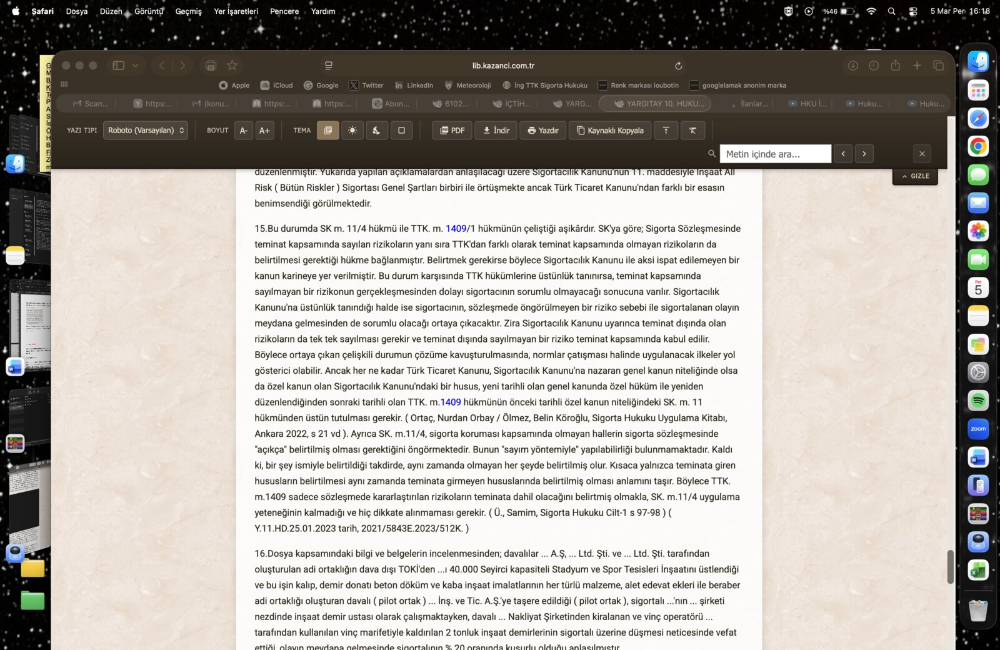 Safari Dosya Düzen Görüntü Geçmiş Yer İşaretleri Pencere Yardım
%46
5 Mar Per 16:18
lib.kazanci.com.tr
Apple iCloud Google Twitter LinkedIn Meteoroloji İng TTK Sigorta Hukuku Renk markası loubotin googlelamak anonim marka
Scan... https:... (konu... https:... https:... Abon... 6102... İÇTİH... YARG... YARGITAY 10. HUKU... İlanlar... HKU İ... Huku... Huku...
YAZI TIPI Roboto (Varsayılan) BOYUT A- A+ TEMA PDF İndir Yazdır Kaynaklı Kopyala
Metin içinde ara...
GIZLE
düzenlenmiştir. Yukarıda yapılan açıklamalardan anlaşılacağı üzere Sigortacılık Kanunu'nun 11. maddesiyle İnşaat All
Risk ( Bütün Riskler ) Sigortası Genel Şartları birbiri ile örtüşmekte ancak Türk Ticaret Kanunu'ndan farklı bir esasın
benimsendiği görülmektedir.
15.Bu durumda SK m. 11/4 hükmü ile TTK. m. 1409/1 hükmünün çeliştiği aşikârdır. SK'ya göre; Sigorta Sözleşmesinde
teminat kapsamında sayılan rizikoların yanı sıra TTK'dan farklı olarak teminat kapsamında olmayan rizikoların da
belirtilmesi gerektiği hükme bağlanmıştır. Belirtmek gerekirse böylece Sigortacılık Kanunu ile aksi ispat edilemeyen bir
kanun karineye yer verilmiştir. Bu durum karşısında TTK hükümlerine üstünlük tanınırsa, teminat kapsamında
sayılmayan bir rizikonun gerçekleşmesinden dolayı sigortacının sorumlu olmayacağı sonucuna varılır. Sigortacılık
Kanunu'na üstünlük tanındığı halde ise sigortacının, sözleşmede öngörülmeyen bir riziko sebebi ile sigortalanan olayın
meydana gelmesinden de sorumlu olacağı ortaya çıkacaktır. Zira Sigortacılık Kanunu uyarınca teminat dışında olan
rizikoların da tek tek sayılması gerekir ve teminat dışında sayılmayan bir riziko teminat kapsamında kabul edilir.
Böylece ortaya çıkan çelişkili durumun çözüme kavuşturulmasında, normlar çatışması halinde uygulanacak ilkeler yol
gösterici olabilir. Ancak her ne kadar Türk Ticaret Kanunu, Sigortacılık Kanunu'na nazaran genel kanun niteliğinde olsa
da özel kanun olan Sigortacılık Kanunu'ndaki bir husus, yeni tarihli olan genel kanunda özel hüküm ile yeniden
düzenlendiğinden sonraki tarihli olan TTK. m.1409 hükmünün önceki tarihli özel kanun niteliğindeki SK. m. 11
hükmünden üstün tutulması gerekir. ( Ortaç, Nurdan Orbay / Ölmez, Belin Köroğlu, Sigorta Hukuku Uygulama Kitabı,
Ankara 2022, s 21 vd ). Ayrıca SK. m.11/4, sigorta koruması kapsamında olmayan hallerin sigorta sözleşmesinde
"açıkça" belirtilmiş olması gerektiğini öngörmektedir. Bunun "sayım yöntemiyle" yapılabilirliği bulunmamaktadır. Kaldı
ki, bir şey ismiyle belirtildiği takdirde, aynı zamanda olmayan her şeyde belirtilmiş olur. Kısaca yalnızca teminata giren
hususların belirtilmesi aynı zamanda teminata girmeyen hususlarında belirtilmiş olması anlamını taşır. Böylece TTK.
m.1409 sadece sözleşmede kararlaştırılan rizikoların teminata dahil olacağını belirtmiş olmakla, SK. m.11/4 uygulama
yeteneğinin kalmadığı ve hiç dikkate alınmaması gerekir. ( Ü., Samim, Sigorta Hukuku Cilt-1 s 97-98 ) (
Y.11.HD.25.01.2023 tarih, 2021/5843E.2023/512K. )
16.Dosya kapsamındaki bilgi ve belgelerin incelenmesinden; davalılar ... A.Ş, ... Ltd. Şti. ve ... Ltd. Şti. tarafından
oluşturulan adi ortaklığın dava dışı TOKİ'den ...ı 40.000 Seyirci kapasiteli Stadyum ve Spor Tesisleri İnşaatını üstlendiği
ve bu işin kalıp, demir donatı beton döküm ve kaba inşaat imalatlarının her türlü malzeme, alet edevat ekleri ile beraber
adi ortaklığı oluşturan davalı ( pilot ortak ) ... İnş. ve Tic. A.Ş.'ye taşere edildiği ( pilot ortak ), sigortalı ...'nın ... şirketi
nezdinde inşaat demir ustası olarak çalışmaktayken, davalı ... Nakliyat Şirketinden kiralanan ve vinç operatörü ...
tarafından kullanılan vinç marifetiyle kaldırılan 2 tonluk inşaat demirlerinin sigortalı üzerine düşmesi neticesinde vefat
ettiği, olayın meydana gelmesinde sigortalının % 20 oranında kusurlu olduğu anlaşılmıştır.
Per
5
zoom